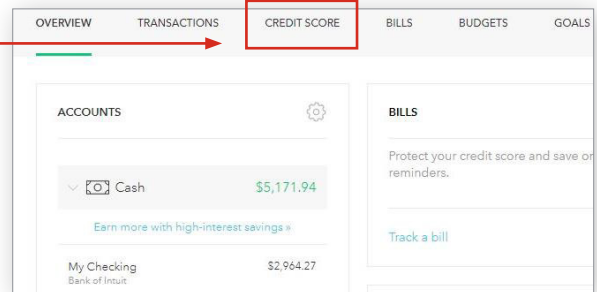 OVERVIEW TRANSACTIONS CREDIT SCORE BILLS BUDGETS GOALS
ACCOUNTS
Cash $5,171.94
Earn more with high-interest savings »
My Checking $2,964.27
Bank of Intuit
BILLS
Protect your credit score and save on
reminders.
Track a bill